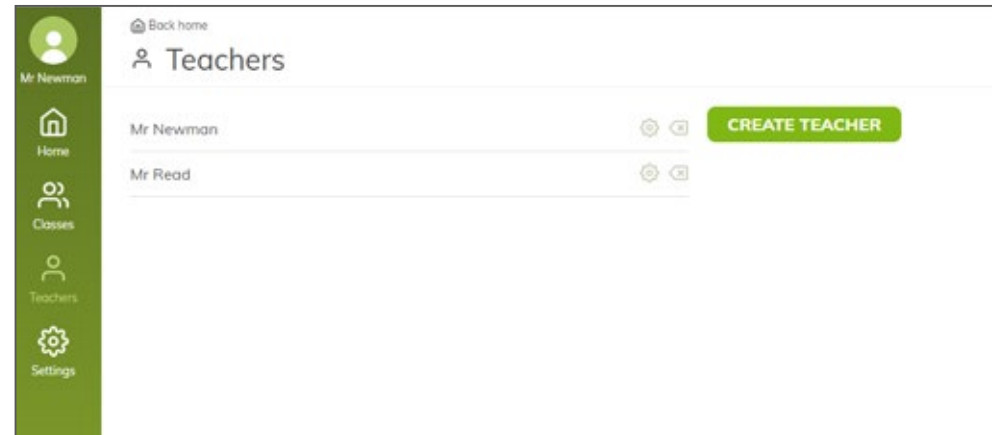 Mr Newman
Home
Classes
Teachers
Settings
Back home
Teachers
Mr Newman
CREATE TEACHER
Mr Read